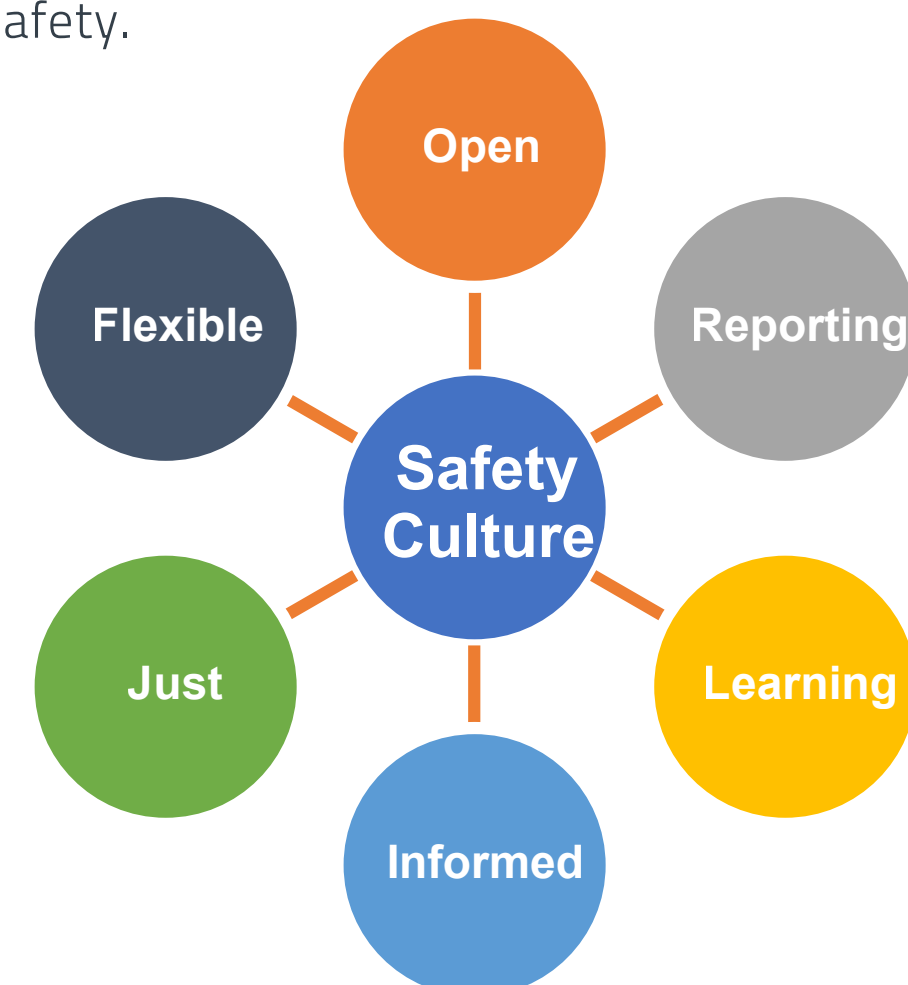 afety.
Open
Flexible
Reporting
Safety
Culture
Just
Learning
Informed